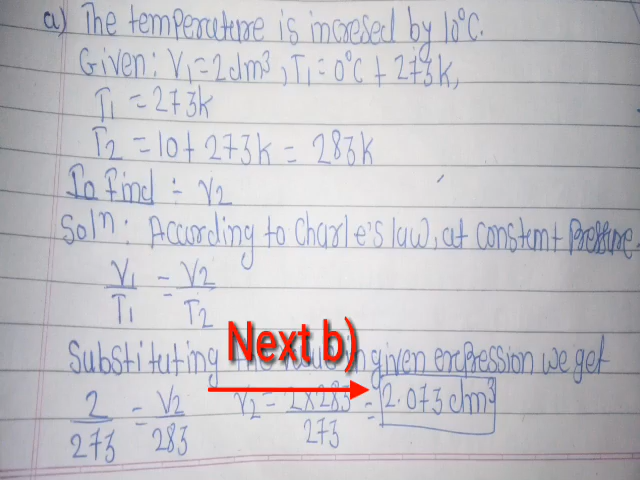 a) The temperature is incresed by 10°C.
Given: V1 = 2dm³, T1 = 0°C + 273k,
T1 = 273k
T2 = 10 + 273k = 283k
To find :- V2
Soln: According to Charle's law, at constant Pressure.
V1/T1 = V2/T2
Next b)
Substituting given expression we get
2/273 = V2/283 V2 = 2x283/273 = 2.073 dm³